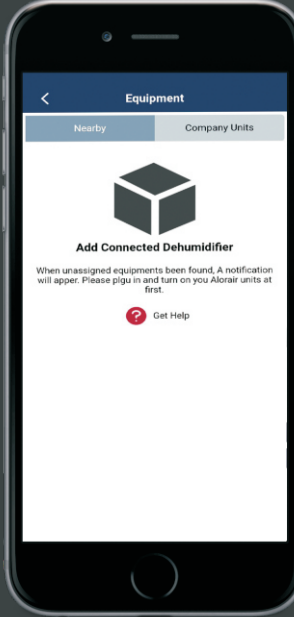 Equipment
Nearby
Company Units
Add Connected Dehumidifier
When unassigned equipments been found, A notification
will apper. Please plgu in and turn on you Alorair units at
first.
? Get Help